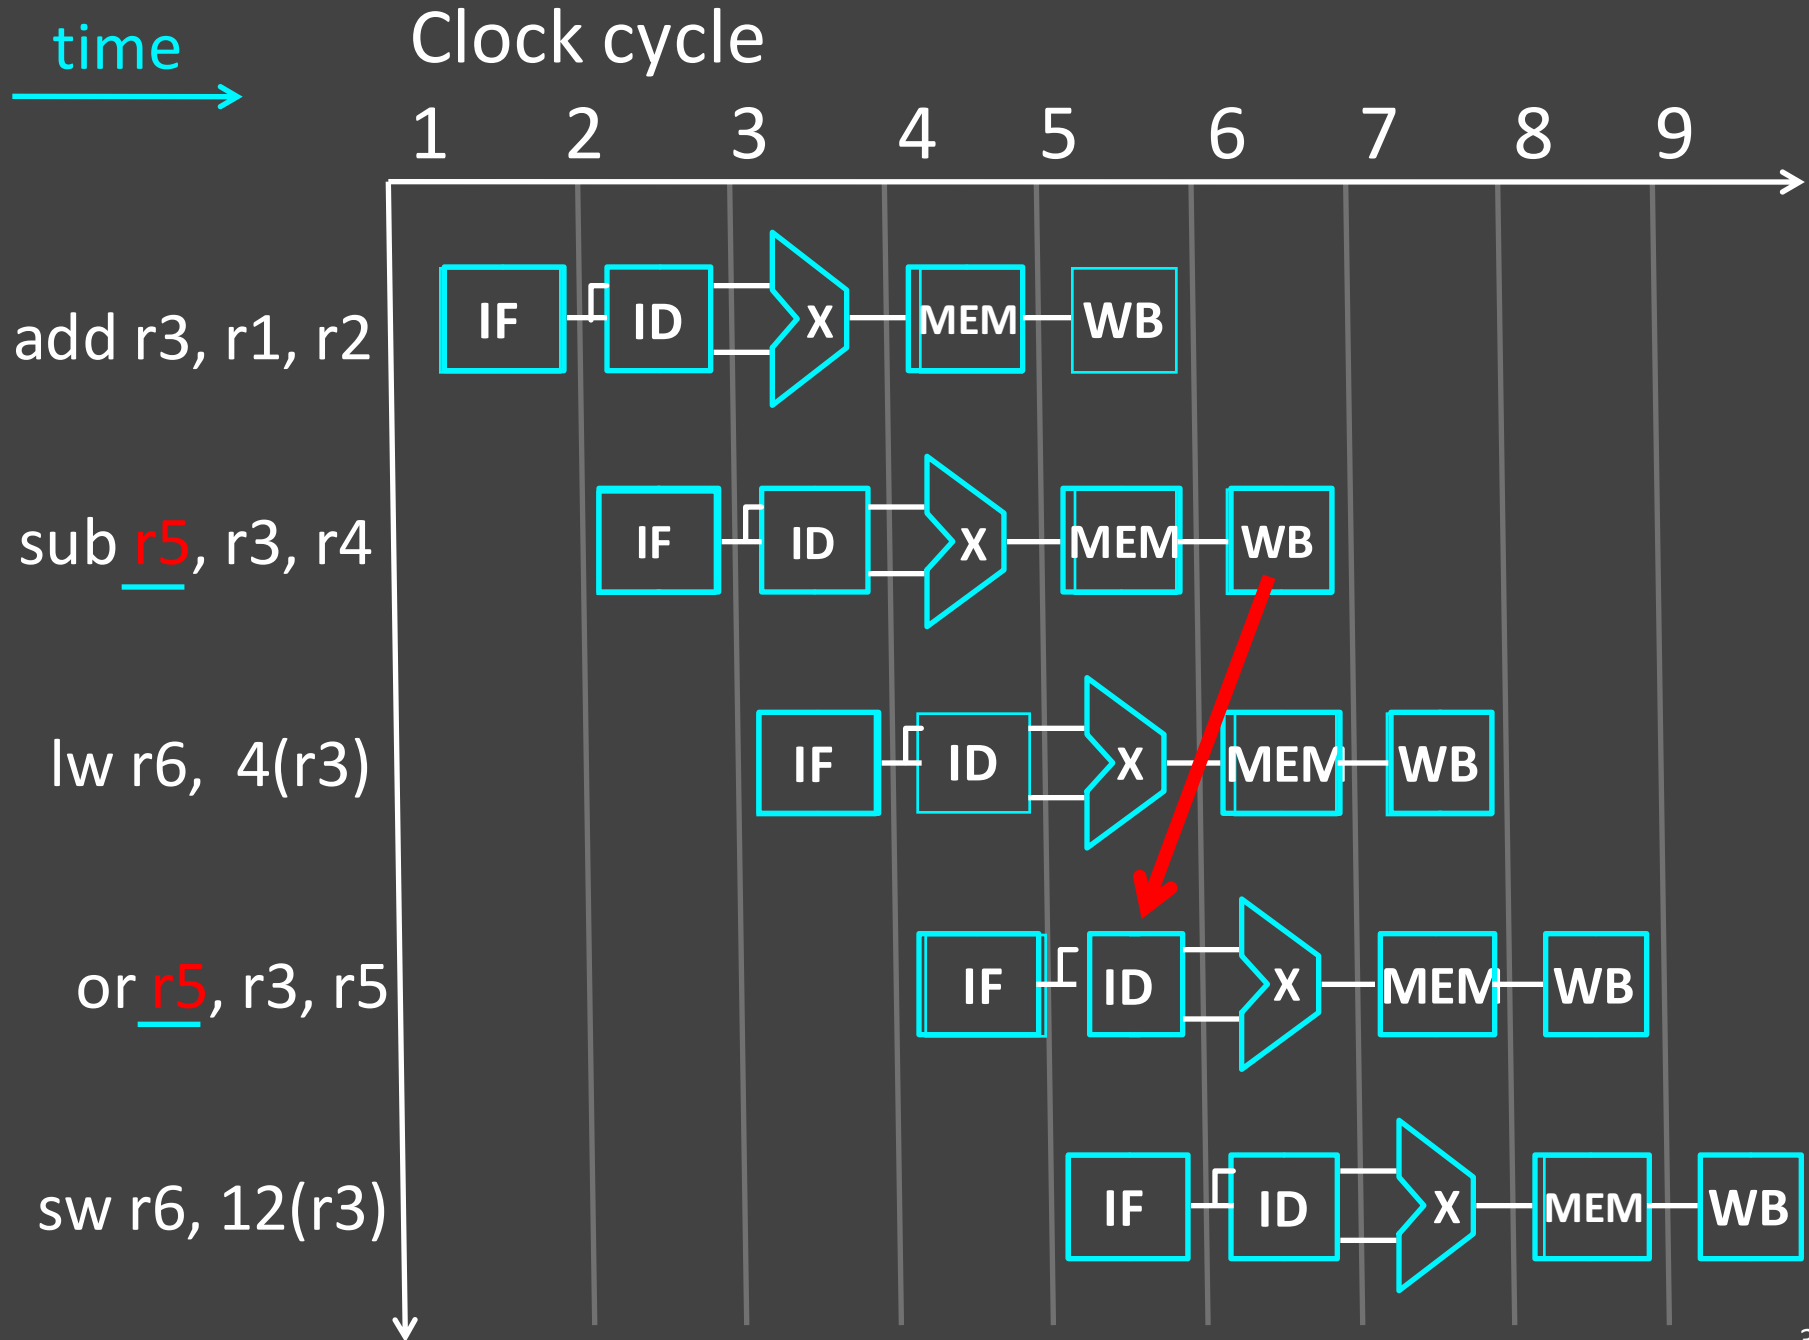 time
Clock cycle
1 2 3 4 5 6 7 8 9
add r3, r1, r2 IF ID X MEM WB
sub r5, r3, r4 IF ID X MEM WB
lw r6, 4(r3) IF ID X MEM WB
or r5, r3, r5 IF ID X MEM WB
sw r6, 12(r3) IF ID X MEM WB